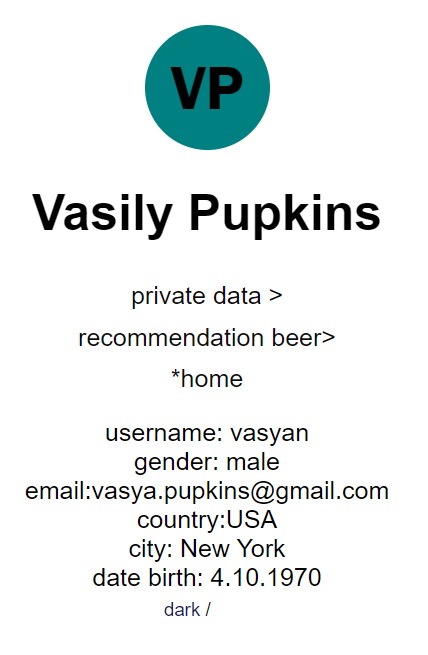 VP
Vasily Pupkins
private data >
recommendation beer>
*home
username: vasyan
gender: male
email:vasya.pupkins@gmail.com
country:USA
city: New York
date birth: 4.10.1970
dark /